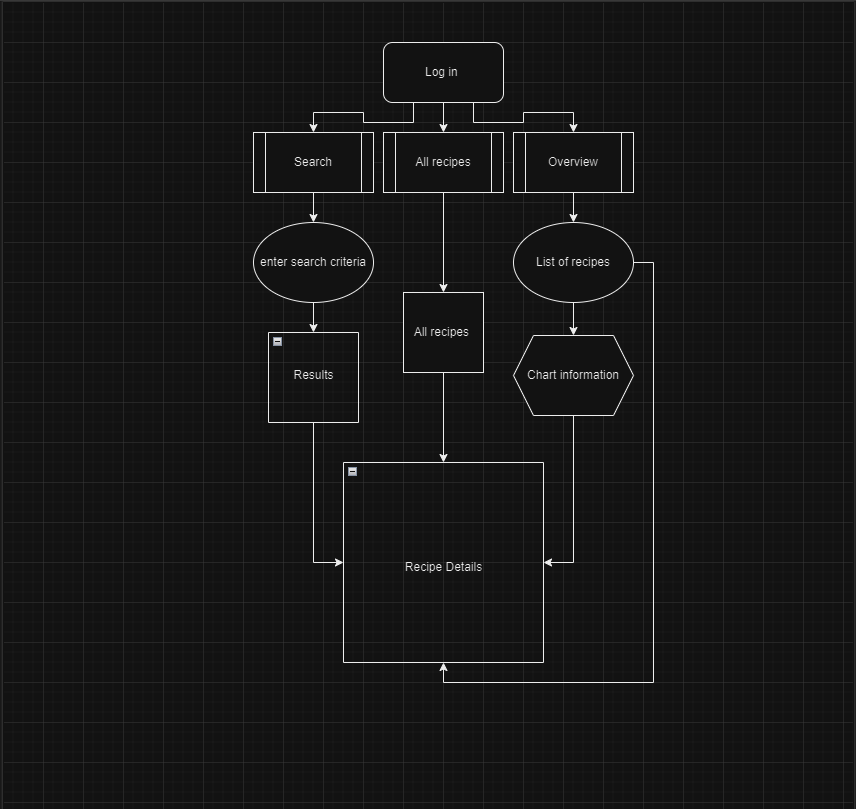 Log in
Search
All recipes
Overview
enter search criteria
List of recipes
All recipes
Results
Chart information
Recipe Details